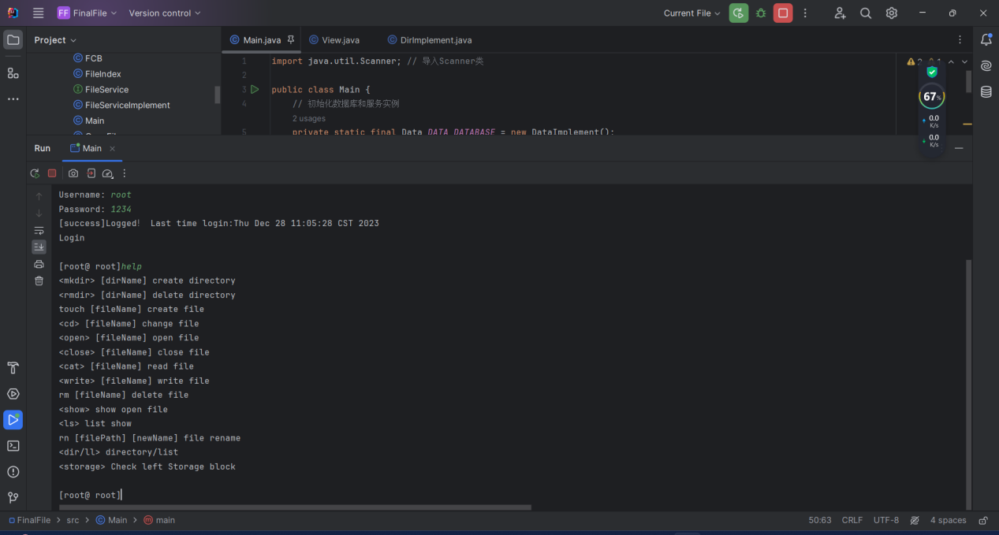 FF FinalFile Version control Current File
Project Main.java View.java DirImplement.java
FCB
FileIndex
FileService
FileServiceImplement
Main
1 import java.util.Scanner; // 导入Scanner类
2
3 public class Main {
4 // 初始化数据库和服务实例
2 usages
5 private static final Data DATA_DATABASE = new DataImplement();
67%
0.0
K/s
0.0
K/s
Run Main
Username: root
Password: 1234
[success]Logged! Last time login:Thu Dec 28 11:05:28 CST 2023
Login
[root@ root]help
<mkdir> [dirName] create directory
<rmdir> [dirName] delete directory
touch [fileName] create file
<cd> [fileName] change file
<open> [fileName] open file
<close> [fileName] close file
<cat> [fileName] read file
<write> [fileName] write file
rm [fileName] delete file
<show> show open file
<ls> list show
rn [filePath] [newName] file rename
<dir/ll> directory/list
<storage> Check left Storage block
[root@ root]
FinalFile > src > Main > main 50:63 CRLF UTF-8 4 spaces